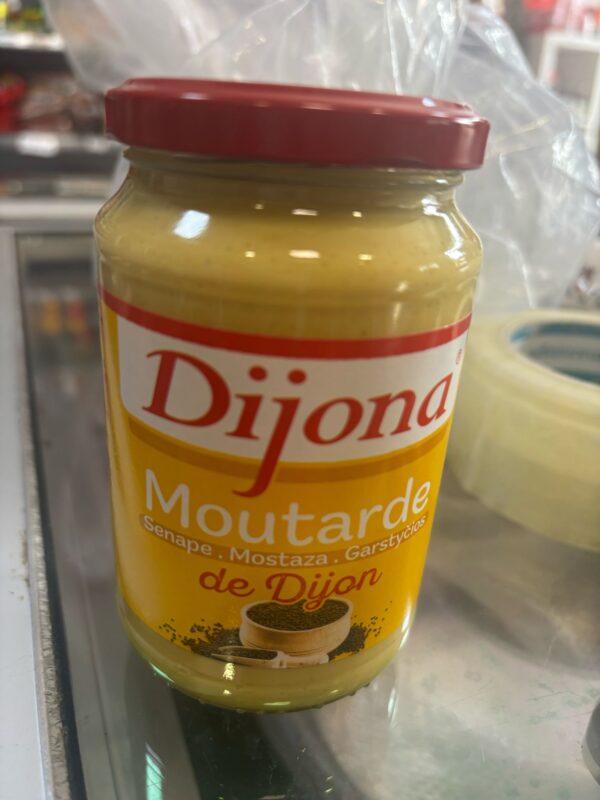 Dijona®
Moutarde
Senape . Mostaza . Garstyčios
de Dijon